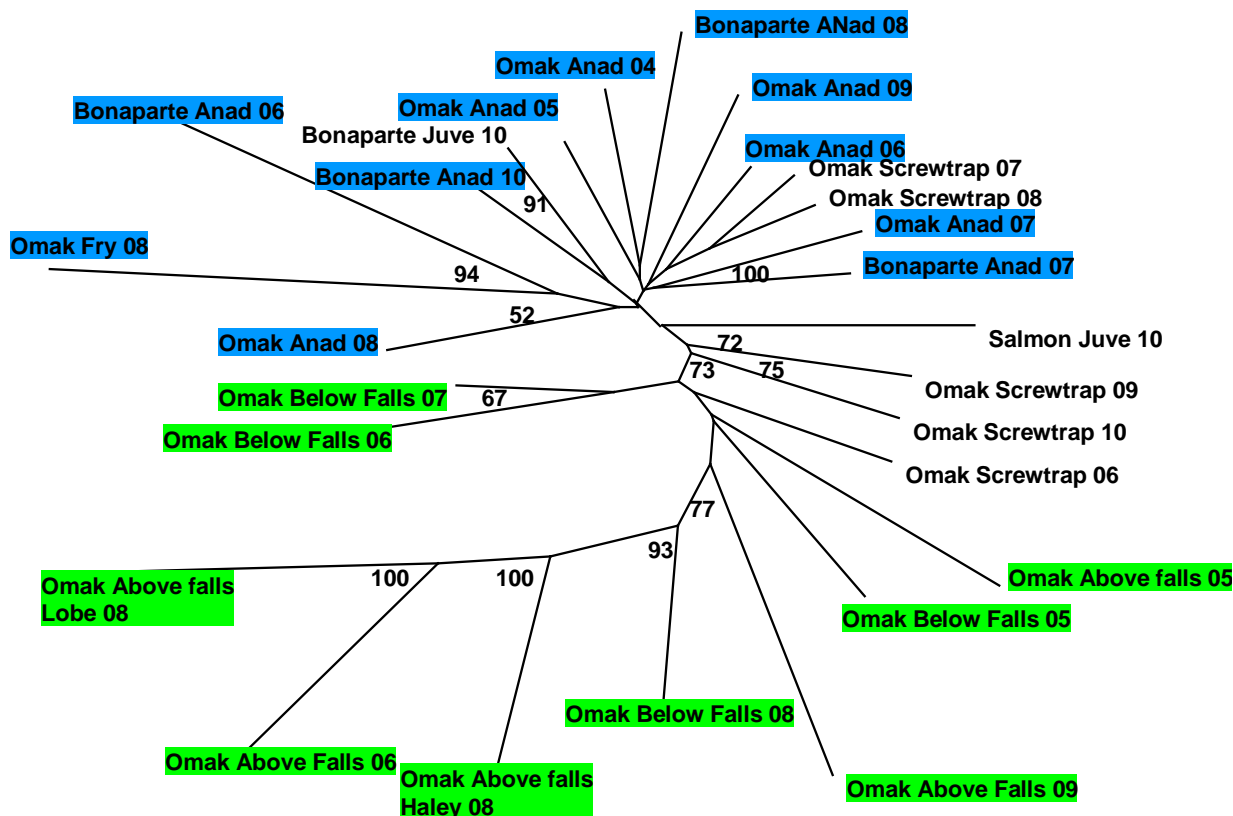 Bonaparte ANad 08
Omak Anad 04
Omak Anad 09
Bonaparte Anad 06
Omak Anad 05
Bonaparte Juve 10
Omak Anad 06
Omak Screwtrap 07
Bonaparte Anad 10
Omak Screwtrap 08
91
Omak Anad 07
Omak Fry 08
94
100
Bonaparte Anad 07
52
Omak Anad 08
72
Salmon Juve 10
73
75
Omak Below Falls 07
67
Omak Screwtrap 09
Omak Below Falls 06
Omak Screwtrap 10
Omak Screwtrap 06
77
93
Omak Above falls
Lobe 08
100
100
Omak Above falls 05
Omak Below Falls 05
Omak Below Falls 08
Omak Above Falls 06
Omak Above falls
Haley 08
Omak Above Falls 09